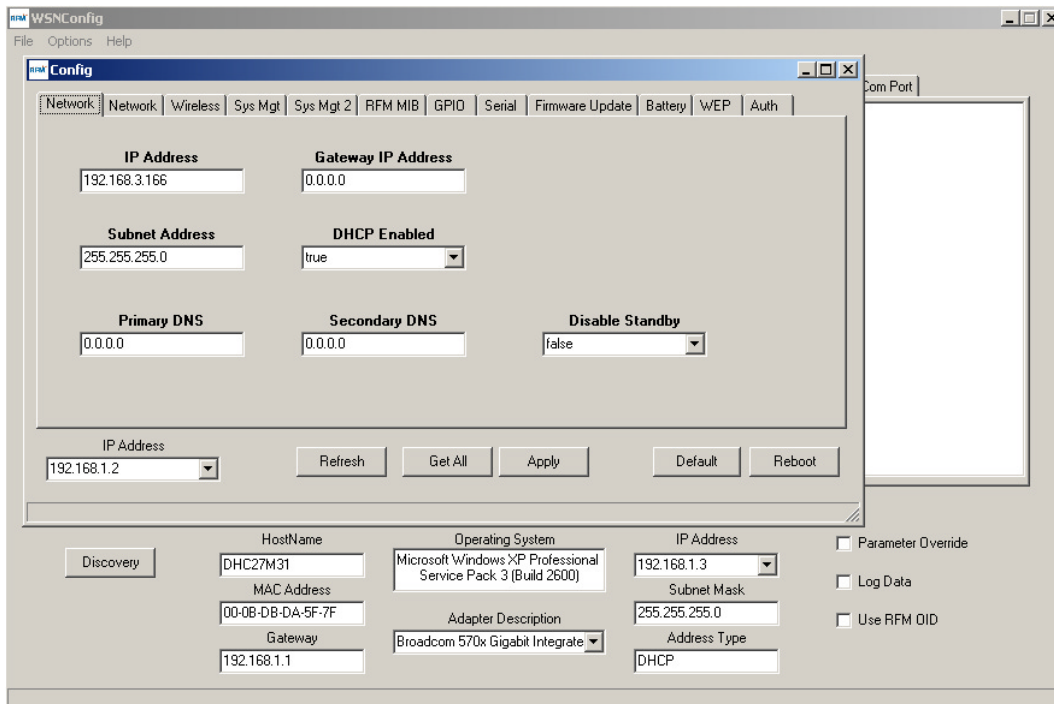 RFM WSNConfig
File Options Help
RFM Config
Com Port
Network Network Wireless Sys Mgt Sys Mgt 2 RFM MIB GPIO Serial Firmware Update Battery WEP Auth
IP Address Gateway IP Address
192.168.3.166 0.0.0.0
Subnet Address DHCP Enabled
255.255.255.0 true
Primary DNS Secondary DNS Disable Standby
0.0.0.0 0.0.0.0 false
IP Address
192.168.1.2 Refresh Get All Apply Default Reboot
HostName Operating System IP Address
Discovery DHC27M31 Microsoft Windows XP Professional 192.168.1.3 Parameter Override
Service Pack 3 (Build 2600)
MAC Address Subnet Mask Log Data
00-0B-DB-DA-5F-7F Adapter Description 255.255.255.0 Use RFM OID
Gateway Broadcom 570x Gigabit Integrate Address Type
192.168.1.1 DHCP